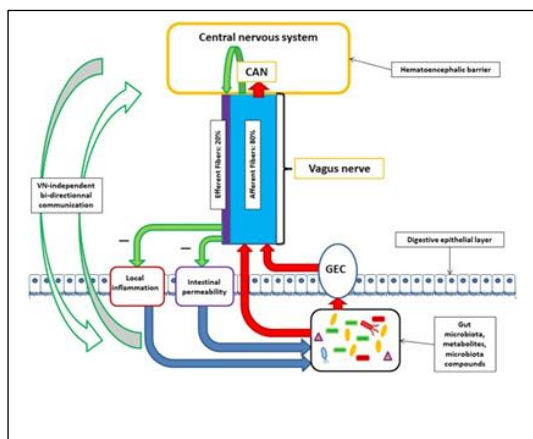 Central nervous system
CAN
Hematoencephalic barrier
Efferent Fibers: 20%
Afferent Fibers: 80%
Vagus nerve
VN-independent
bi-directionnal
communication
Digestive epithelial layer
–
–
GEC
Local
inflammation
Intestinal
permeability
Gut
microbiota,
metabolites,
microbiota
compounds